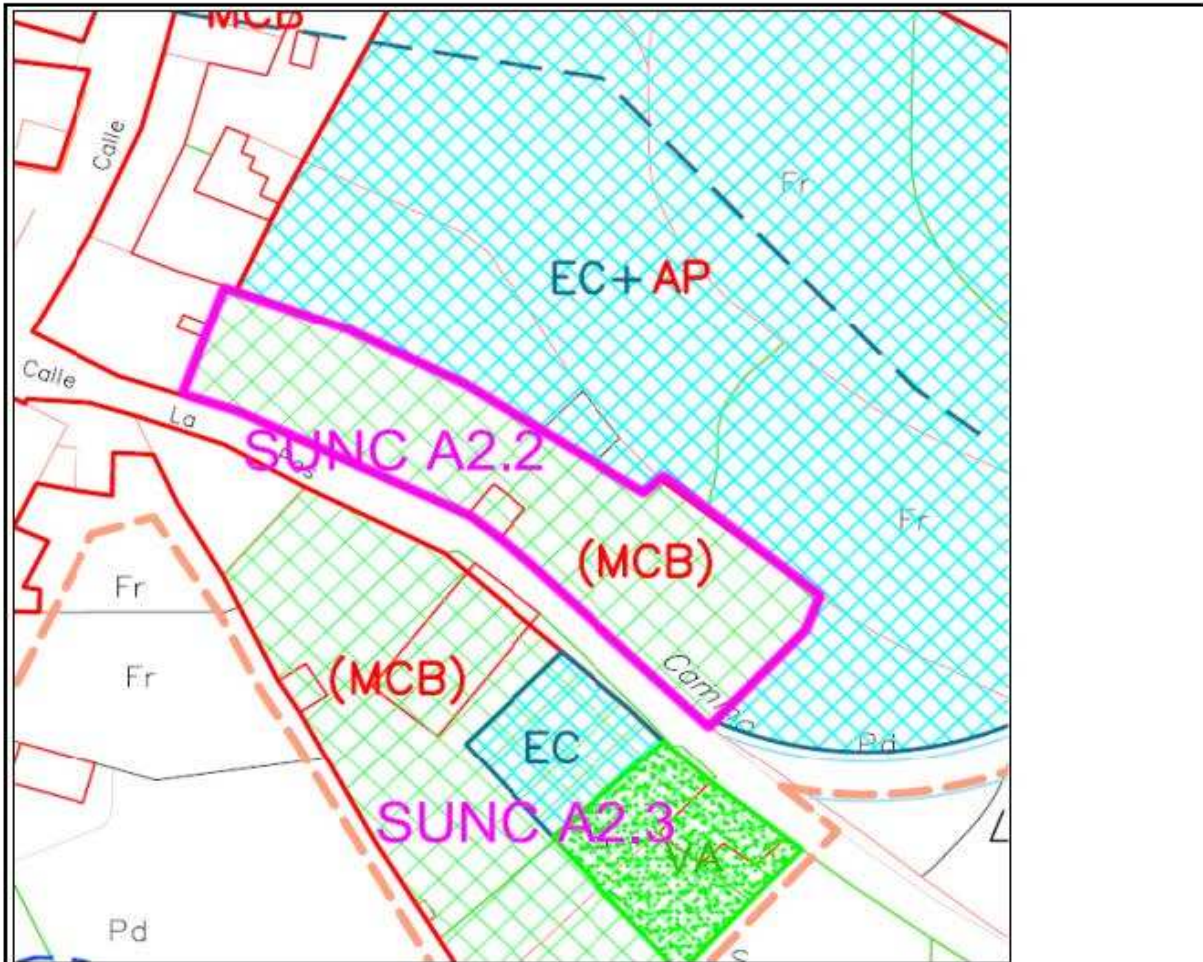 MCB
Calle
Fr
EC+ AP
Calle
La
SUNC A2.2
Fr
(MCB)
Fr
Fr
(MCB)
Camino
EC
Pd
SUNC A2.3
VA
Pd